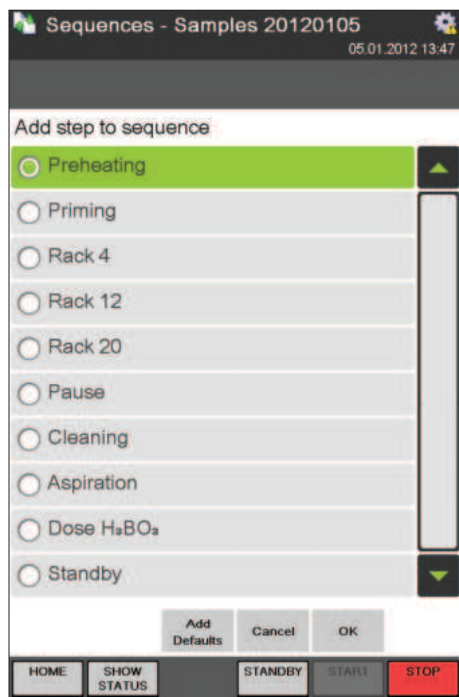 Sequences - Samples 20120105
05.01.2012 13:47
Add step to sequence
Preheating
Priming
Rack 4
Rack 12
Rack 20
Pause
Cleaning
Aspiration
Dose H₃BO₃
Standby
Add
Defaults
Cancel
OK
HOME
SHOW
STATUS
STANDBY
START
STOP